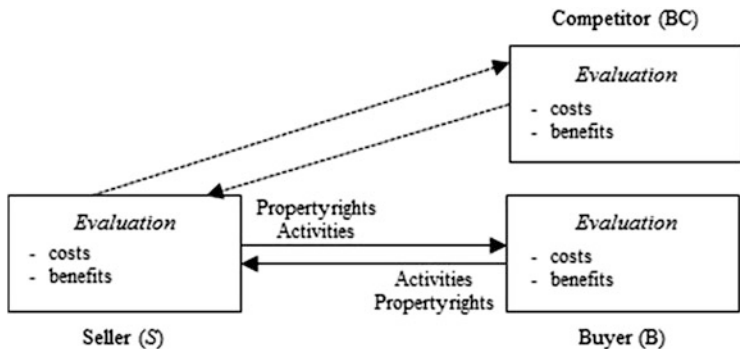 Competitor (BC)
Evaluation
- costs
- benefits
Evaluation
- costs
- benefits
Propertyrights
Activities
Activities
Propertyrights
Evaluation
- costs
- benefits
Seller (S)
Buyer (B)